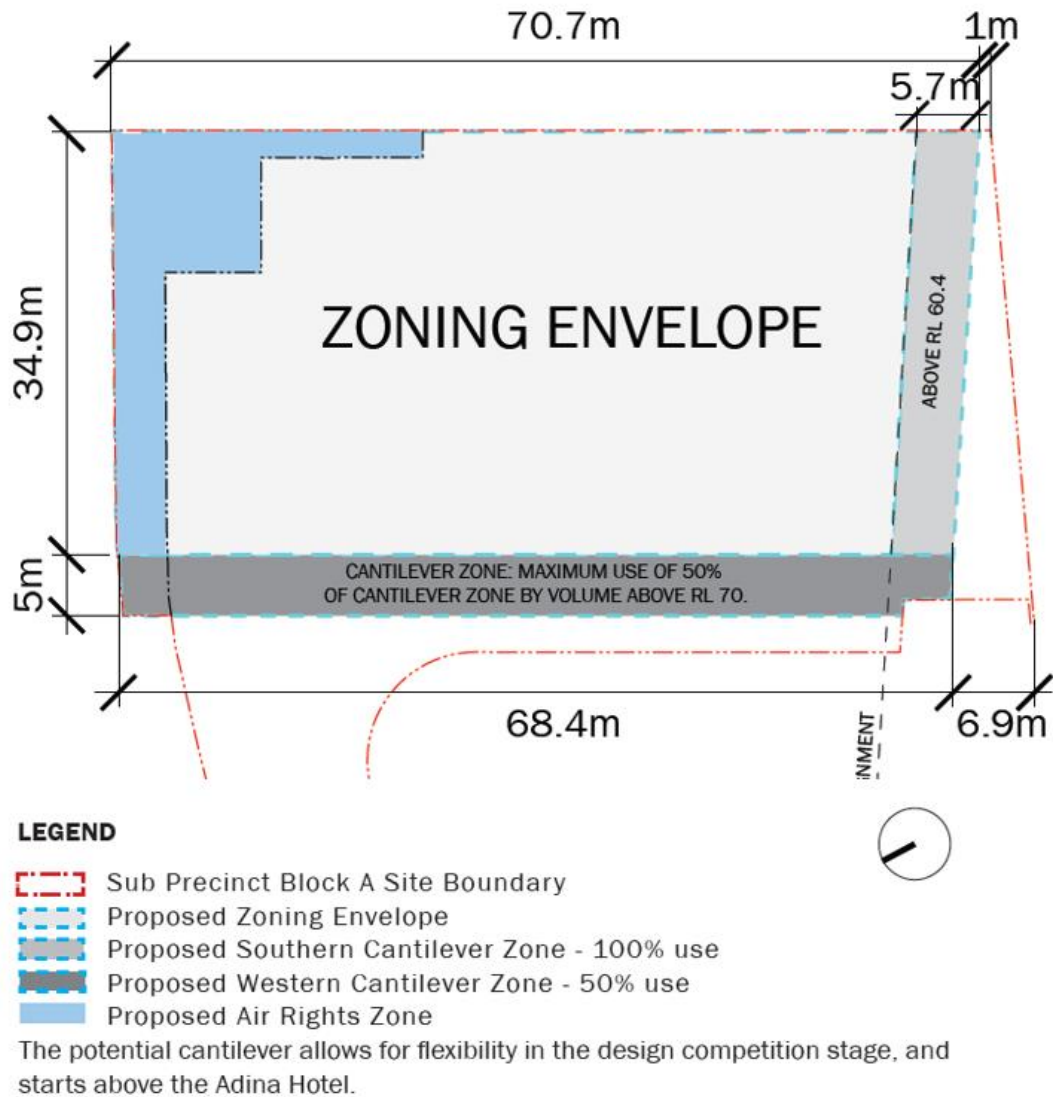 70.7m
1m
5.7m
34.9m
ZONING ENVELOPE
ABOVE RL 60.4
5m
CANTILEVER ZONE: MAXIMUM USE OF 50%
OF CANTILEVER ZONE BY VOLUME ABOVE RL 70.
68.4m
6.9m
LEGEND
Sub Precinct Block A Site Boundary
Proposed Zoning Envelope
Proposed Southern Cantilever Zone - 100% use
Proposed Western Cantilever Zone - 50% use
Proposed Air Rights Zone
The potential cantilever allows for flexibility in the design competition stage, and
starts above the Adina Hotel.